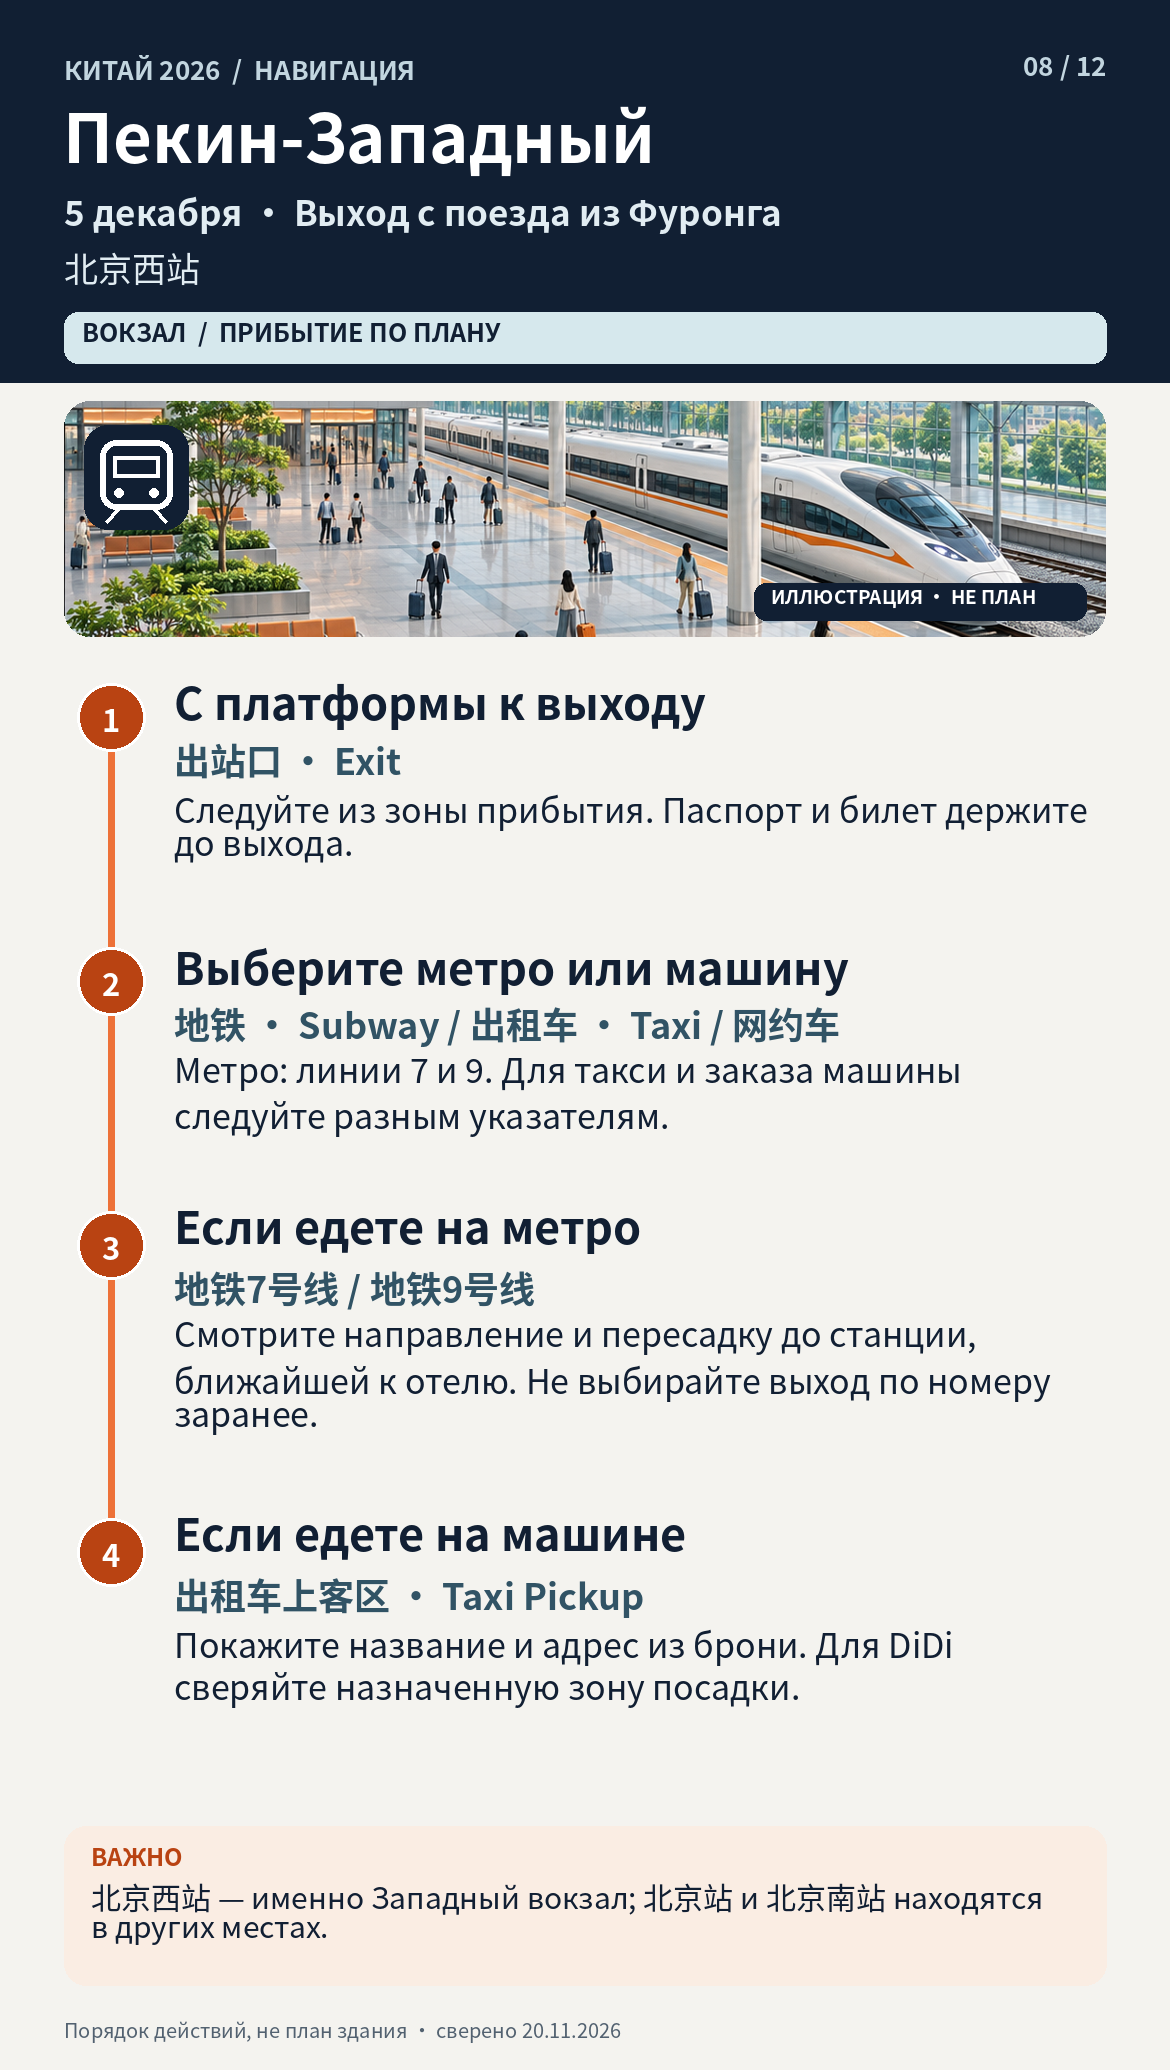 КИТАЙ 2026 / НАВИГАЦИЯ
08 / 12
Пекин-Западный
5 декабря • Выход с поезда из Фуронга
北京西站
ВОКЗАЛ / ПРИБЫТИЕ ПО ПЛАНУ
ИЛЛЮСТРАЦИЯ • НЕ ПЛАН
1
С платформы к выходу
出站口 • Exit
Следуйте из зоны прибытия. Паспорт и билет держите
до выхода.
2
Выберите метро или машину
地铁 • Subway / 出租车 • Taxi / 网约车
Метро: линии 7 и 9. Для такси и заказа машины
следуйте разным указателям.
3
Если едете на метро
地铁7号线 / 地铁9号线
Смотрите направление и пересадку до станции,
ближайшей к отелю. Не выбирайте выход по номеру
заранее.
4
Если едете на машине
出租车上客区 • Taxi Pickup
Покажите название и адрес из брони. Для DiDi
сверяйте назначенную зону посадки.
ВАЖНО
北京西站 — именно Западный вокзал; 北京站 и 北京南站 находятся
в других местах.
Порядок действий, не план здания • сверено 20.11.2026